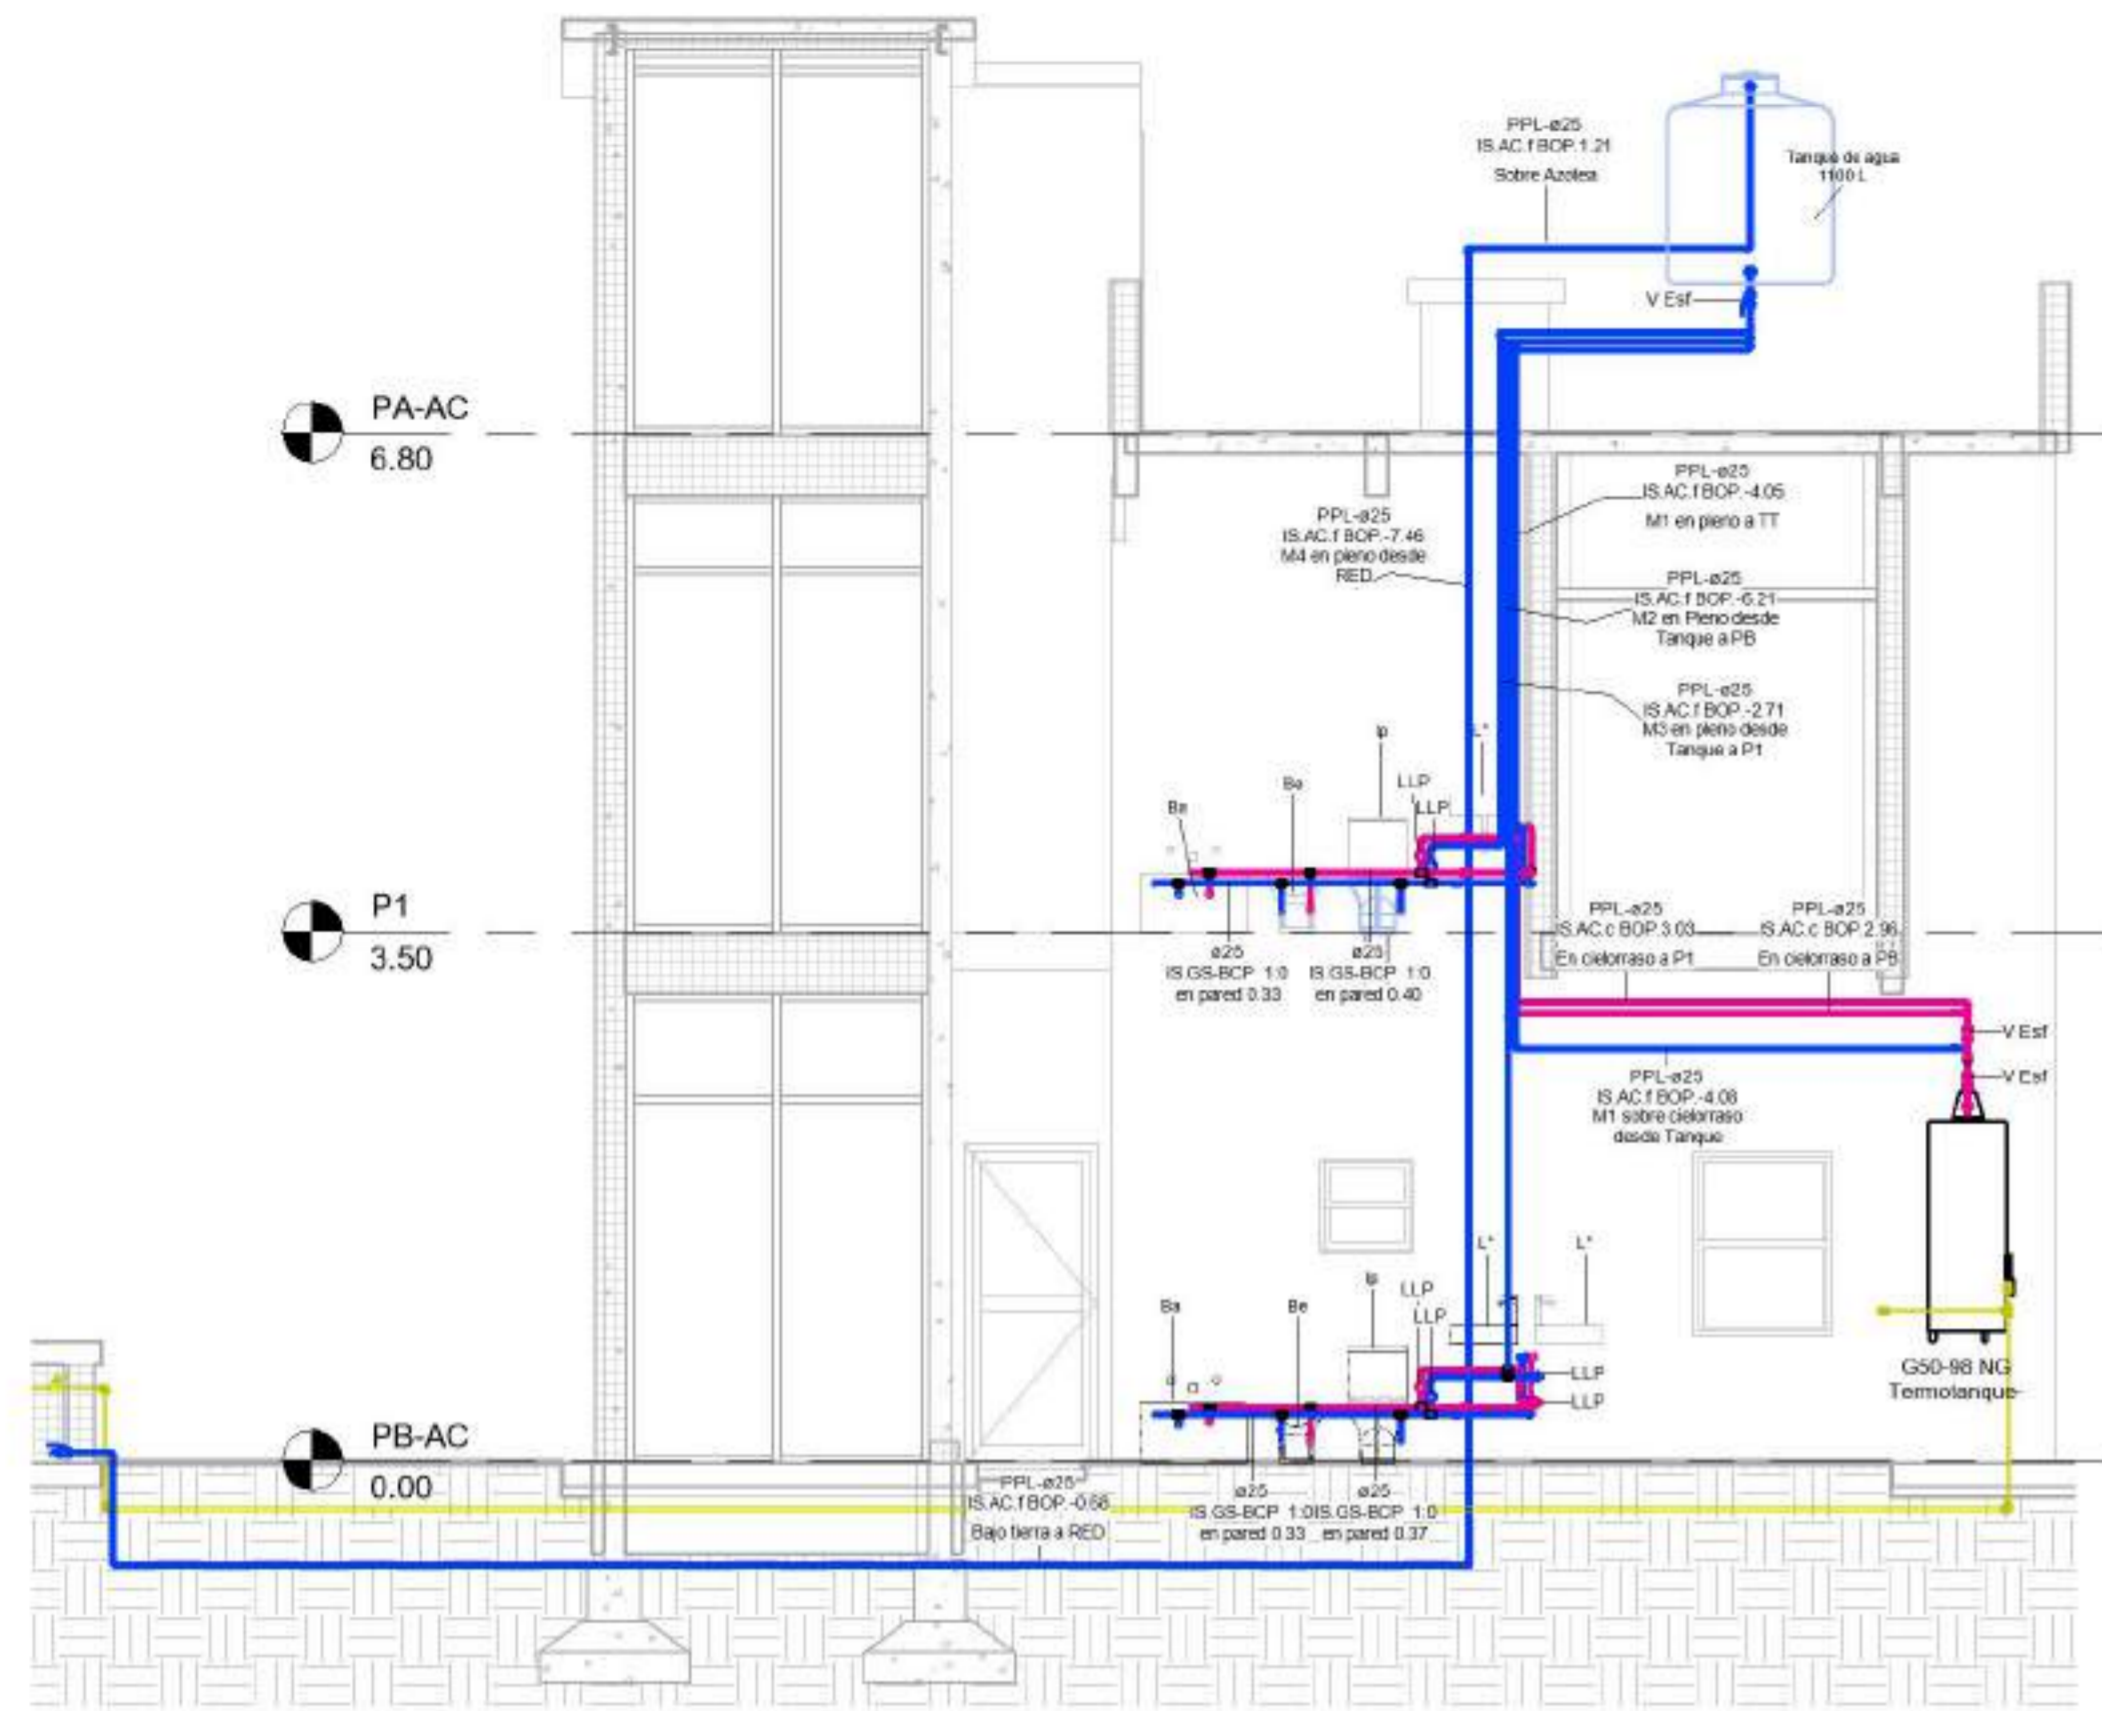 PPL-ø25
IS.AC.f BOP.1.21
Sobre Azotea
Tanque de agua
1100 L
V Esf
PA-AC
6.80
PPL-ø25
IS.AC.f BOP.-4.05
M1 en pleno a TT
PPL-ø25
IS.AC.f BOP.-7.46
M4 en pleno desde
RED
PPL-ø25
IS.AC.f BOP.-6.21
M2 en Pleno desde
Tanque a PB
PPL-ø25
IS.AC.f BOP.-2.71
M3 en pleno desde
Tanque a P1
Ip
L*
Be
LLP
LLP
Ba
P1
3.50
PPL-ø25
IS.AC.c BOP.3.03
En cielorraso a P1
PPL-ø25
IS.AC.c BOP.2.96
En cielorraso a PB
ø25
IS.GS-BCP 1:0
en pared 0.33
ø25
IS.GS-BCP 1:0
en pared 0.40
V Esf
V Esf
PPL-ø25
IS.AC.f BOP.-4.08
M1 sobre cielorraso
desde Tanque
L*
L*
Ip
LLP
LLP
Ba
Be
LLP
LLP
G50-98 NG
Termotanque
PB-AC
0.00
PPL-ø25
IS.AC.f BOP.-0.68
Bajo tierra a RED
ø25
IS.GS-BCP 1:0
en pared 0.33
ø25
IS.GS-BCP 1:0
en pared 0.37